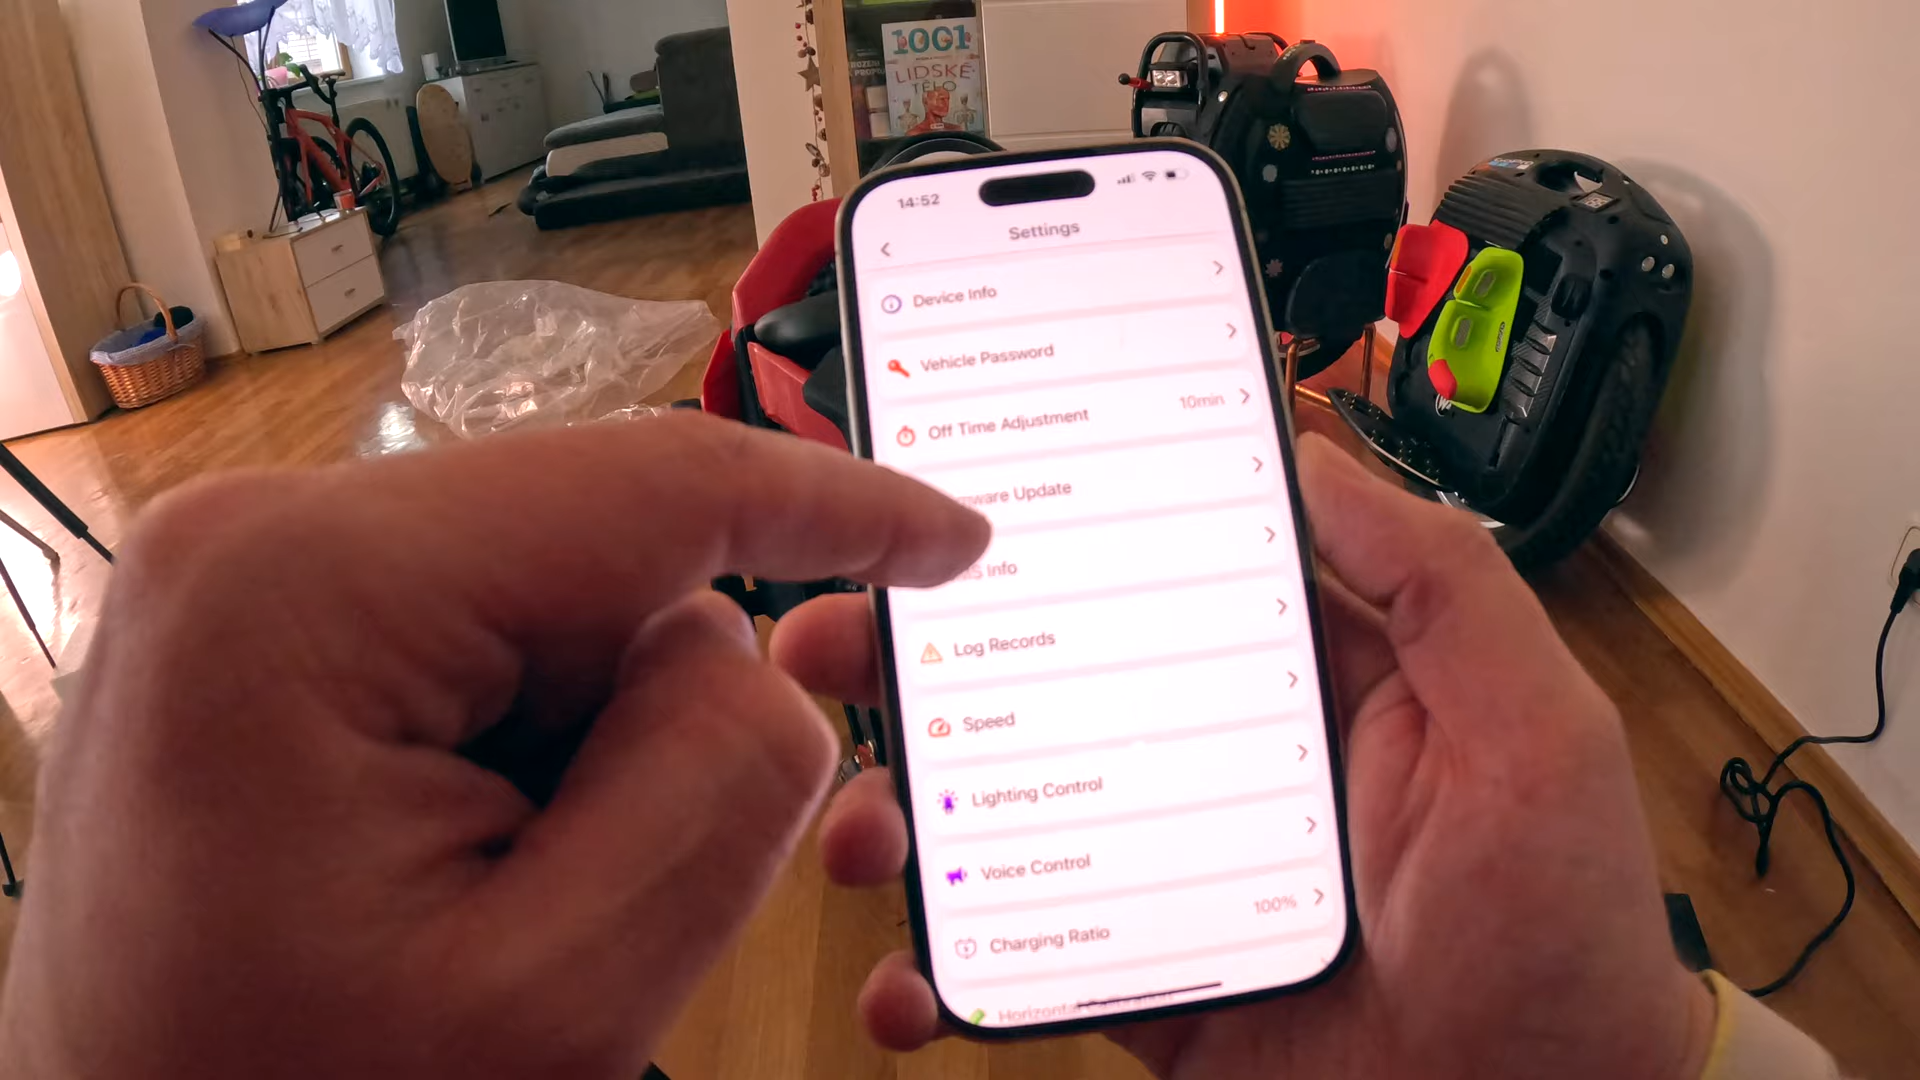 1001
LIDSKÉ
TĚLO
14:52
Settings
Device Info
Vehicle Password
Off Time Adjustment 10min
Update
Info
Log Records
Speed
Lighting Control
Voice Control
Charging Ratio 100%
Horizontal